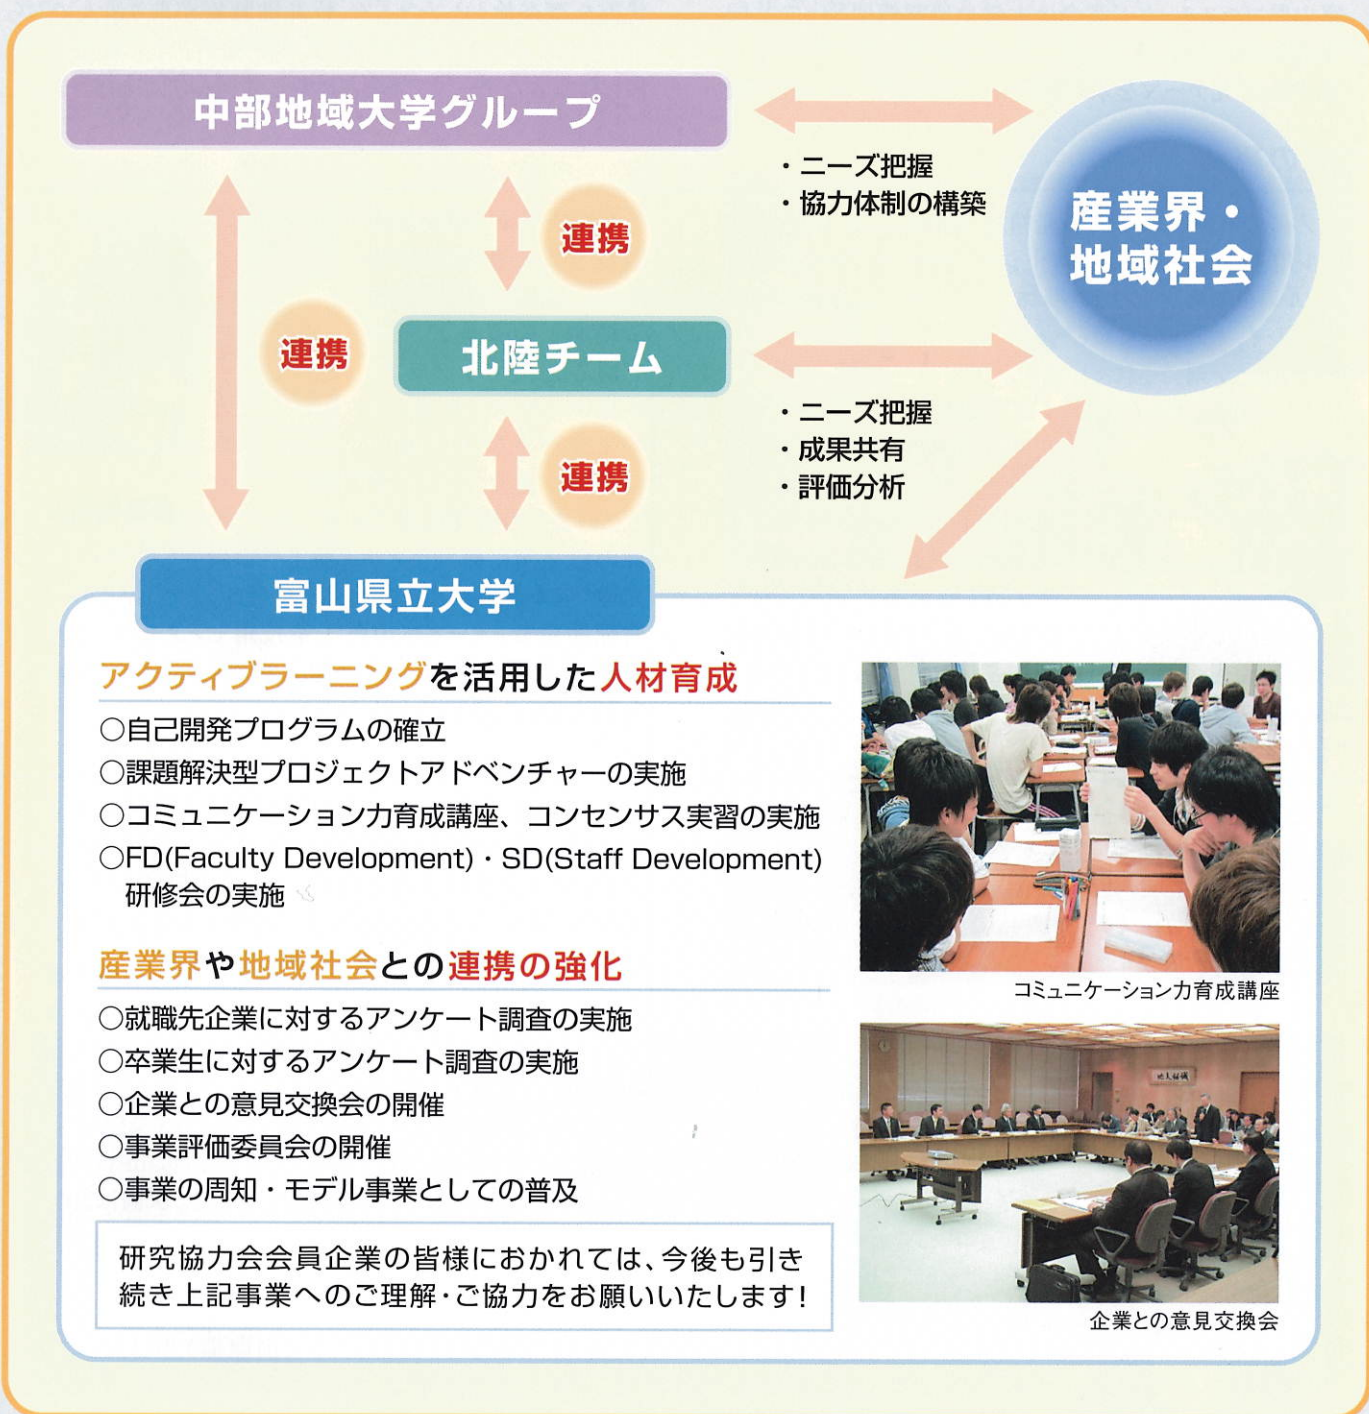 中部地域大学グループ
・ニーズ把握
・協力体制の構築
産業界・
地域社会
連携
連携
北陸チーム
・ニーズ把握
・成果共有
・評価分析
連携
富山県立大学
アクティブラーニングを活用した人材育成
○自己開発プログラムの確立
○課題解決型プロジェクトアドベンチャーの実施
○コミュニケーション力育成講座、コンセンサス実習の実施
○FD(Faculty Development)・SD(Staff Development)
研修会の実施
コミュニケーション力育成講座
産業界や地域社会との連携の強化
○就職先企業に対するアンケート調査の実施
○卒業生に対するアンケート調査の実施
○企業との意見交換会の開催
○事業評価委員会の開催
○事業の周知・モデル事業としての普及
研究協力会会員企業の皆様におかれては、今後も引き
続き上記事業へのご理解・ご協力をお願いいたします！
企業との意見交換会